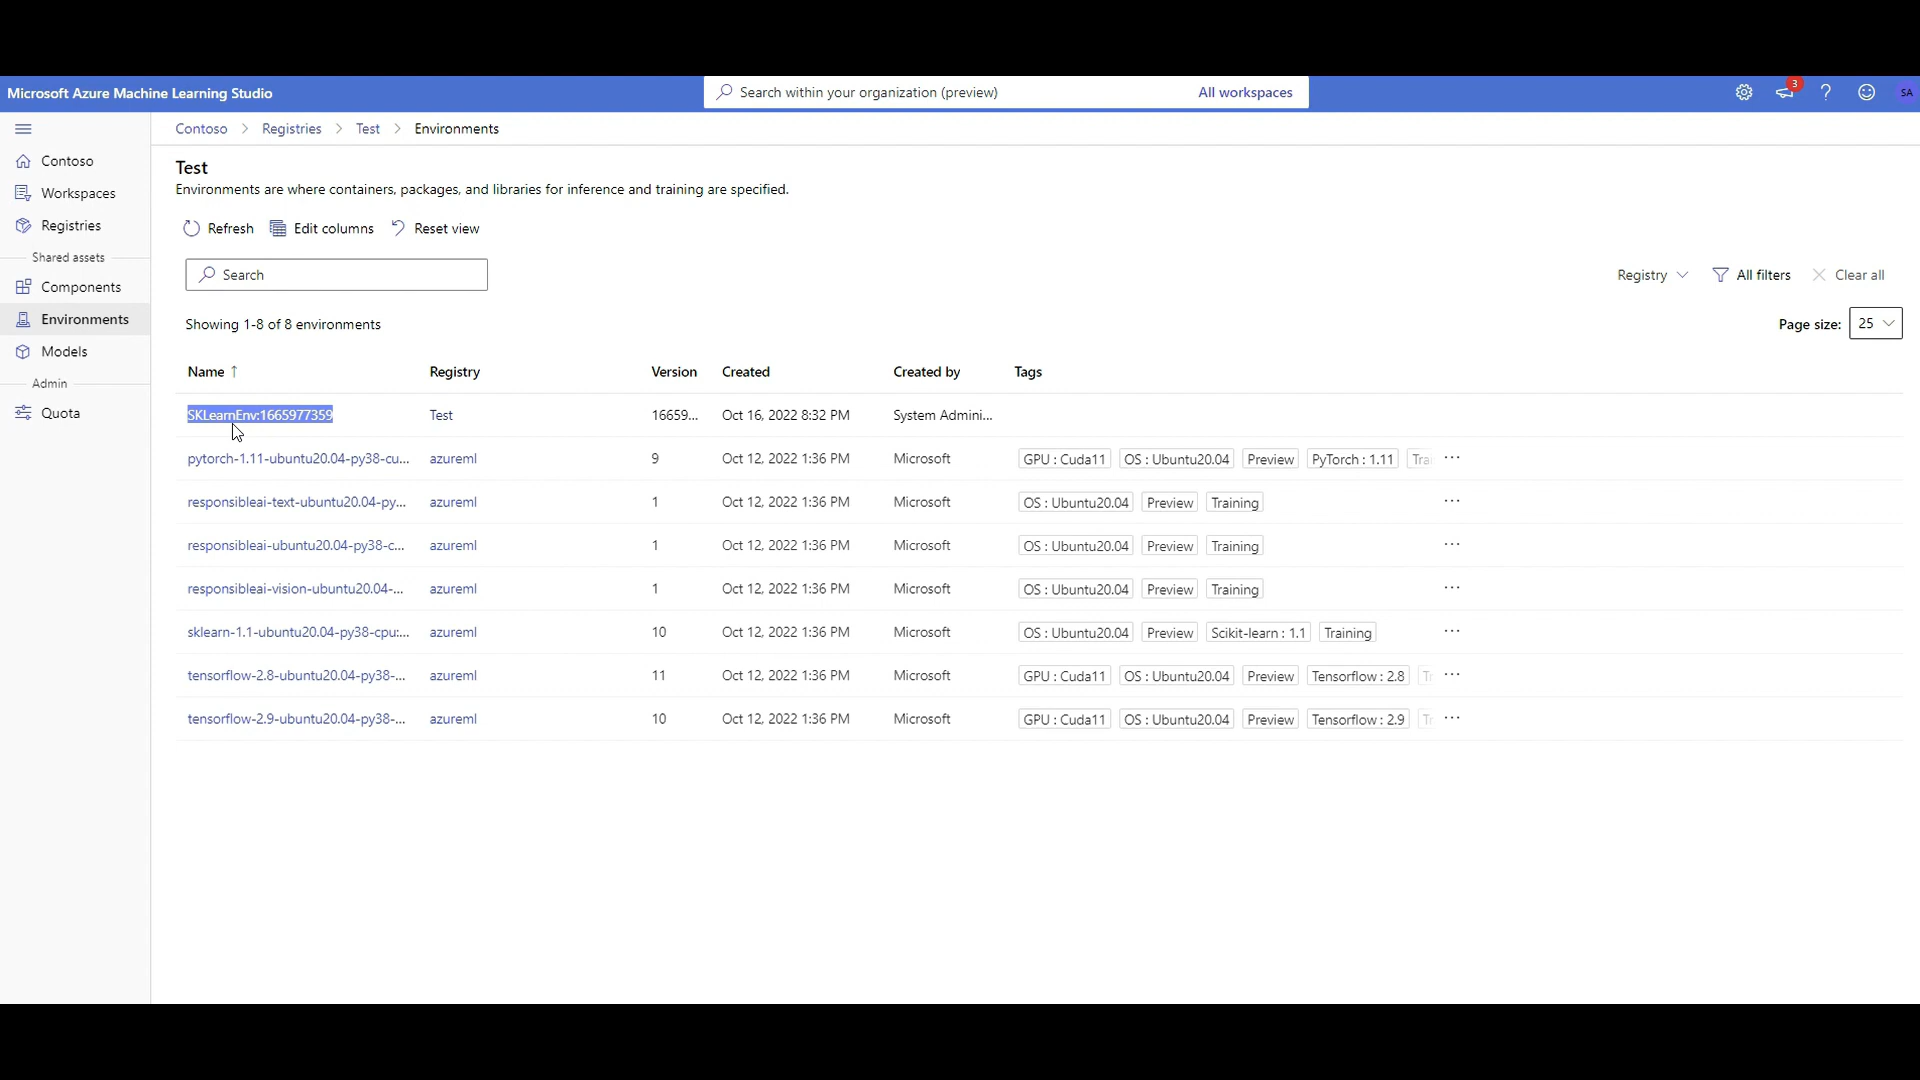 Microsoft Azure Machine Learning Studio
Search within your organization (preview) All workspaces
3
SA
Contoso
Workspaces
Registries
Shared assets
Components
Environments
Models
Admin
Quota
Contoso > Registries > Test > Environments
Test
Environments are where containers, packages, and libraries for inference and training are specified.
Refresh Edit columns Reset view
Search
Registry All filters Clear all
Showing 1-8 of 8 environments
Page size: 25
Name ↑ Registry Version Created Created by Tags
SKLearnEnv:1665977359 Test 16659... Oct 16, 2022 8:32 PM System Admini...
pytorch-1.11-ubuntu20.04-py38-cu... azureml 9 Oct 12, 2022 1:36 PM Microsoft GPU : Cuda11 OS : Ubuntu20.04 Preview PyTorch : 1.11 Tra ...
responsibleai-text-ubuntu20.04-py... azureml 1 Oct 12, 2022 1:36 PM Microsoft OS : Ubuntu20.04 Preview Training ...
responsibleai-ubuntu20.04-py38-c... azureml 1 Oct 12, 2022 1:36 PM Microsoft OS : Ubuntu20.04 Preview Training ...
responsibleai-vision-ubuntu20.04-... azureml 1 Oct 12, 2022 1:36 PM Microsoft OS : Ubuntu20.04 Preview Training ...
sklearn-1.1-ubuntu20.04-py38-cpu:... azureml 10 Oct 12, 2022 1:36 PM Microsoft OS : Ubuntu20.04 Preview Scikit-learn : 1.1 Training ...
tensorflow-2.8-ubuntu20.04-py38-... azureml 11 Oct 12, 2022 1:36 PM Microsoft GPU : Cuda11 OS : Ubuntu20.04 Preview Tensorflow : 2.8 Tr ...
tensorflow-2.9-ubuntu20.04-py38-... azureml 10 Oct 12, 2022 1:36 PM Microsoft GPU : Cuda11 OS : Ubuntu20.04 Preview Tensorflow : 2.9 Tr ...